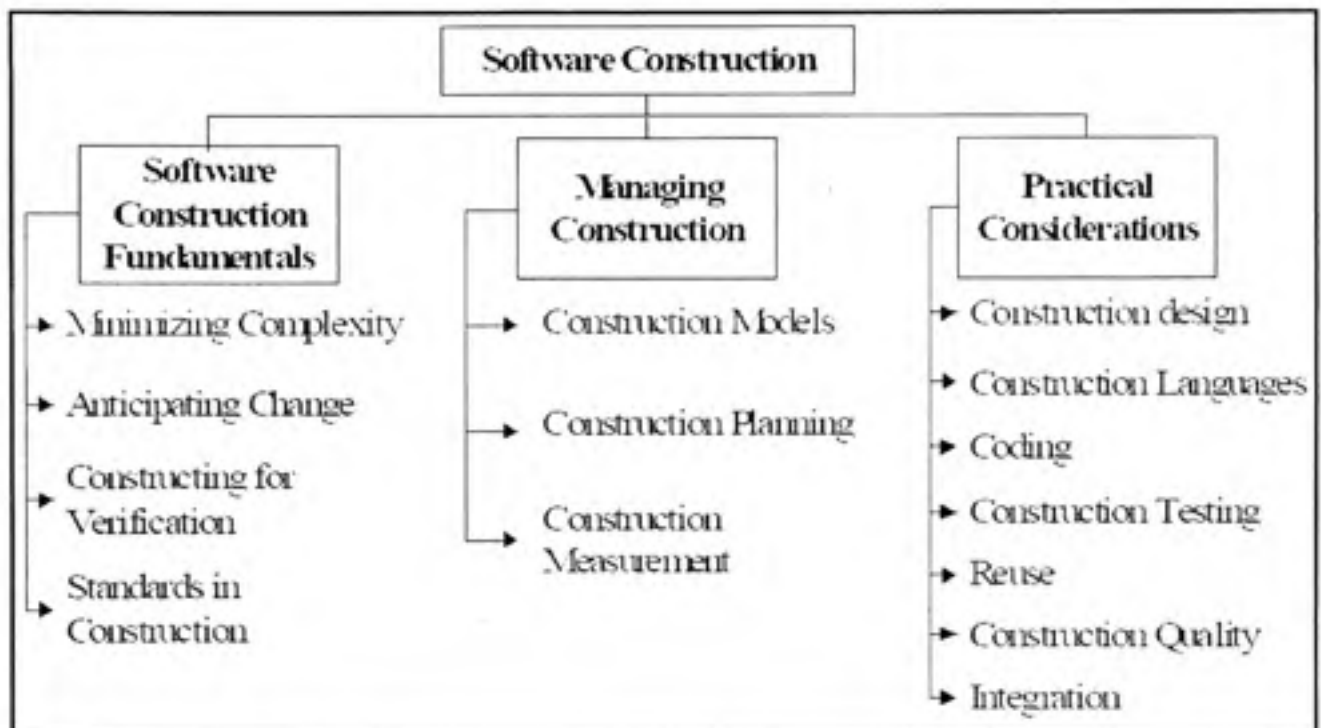 Software Construction
Software
Construction
Fundamentals
Minimizing Complexity
Anticipating Change
Constructing for
Verification
Standards in
Construction
Managing
Construction
Construction Models
Construction Planning
Construction
Measurement
Practical
Considerations
Construction design
Construction Languages
Coding
Construction Testing
Reuse
Construction Quality
Integration